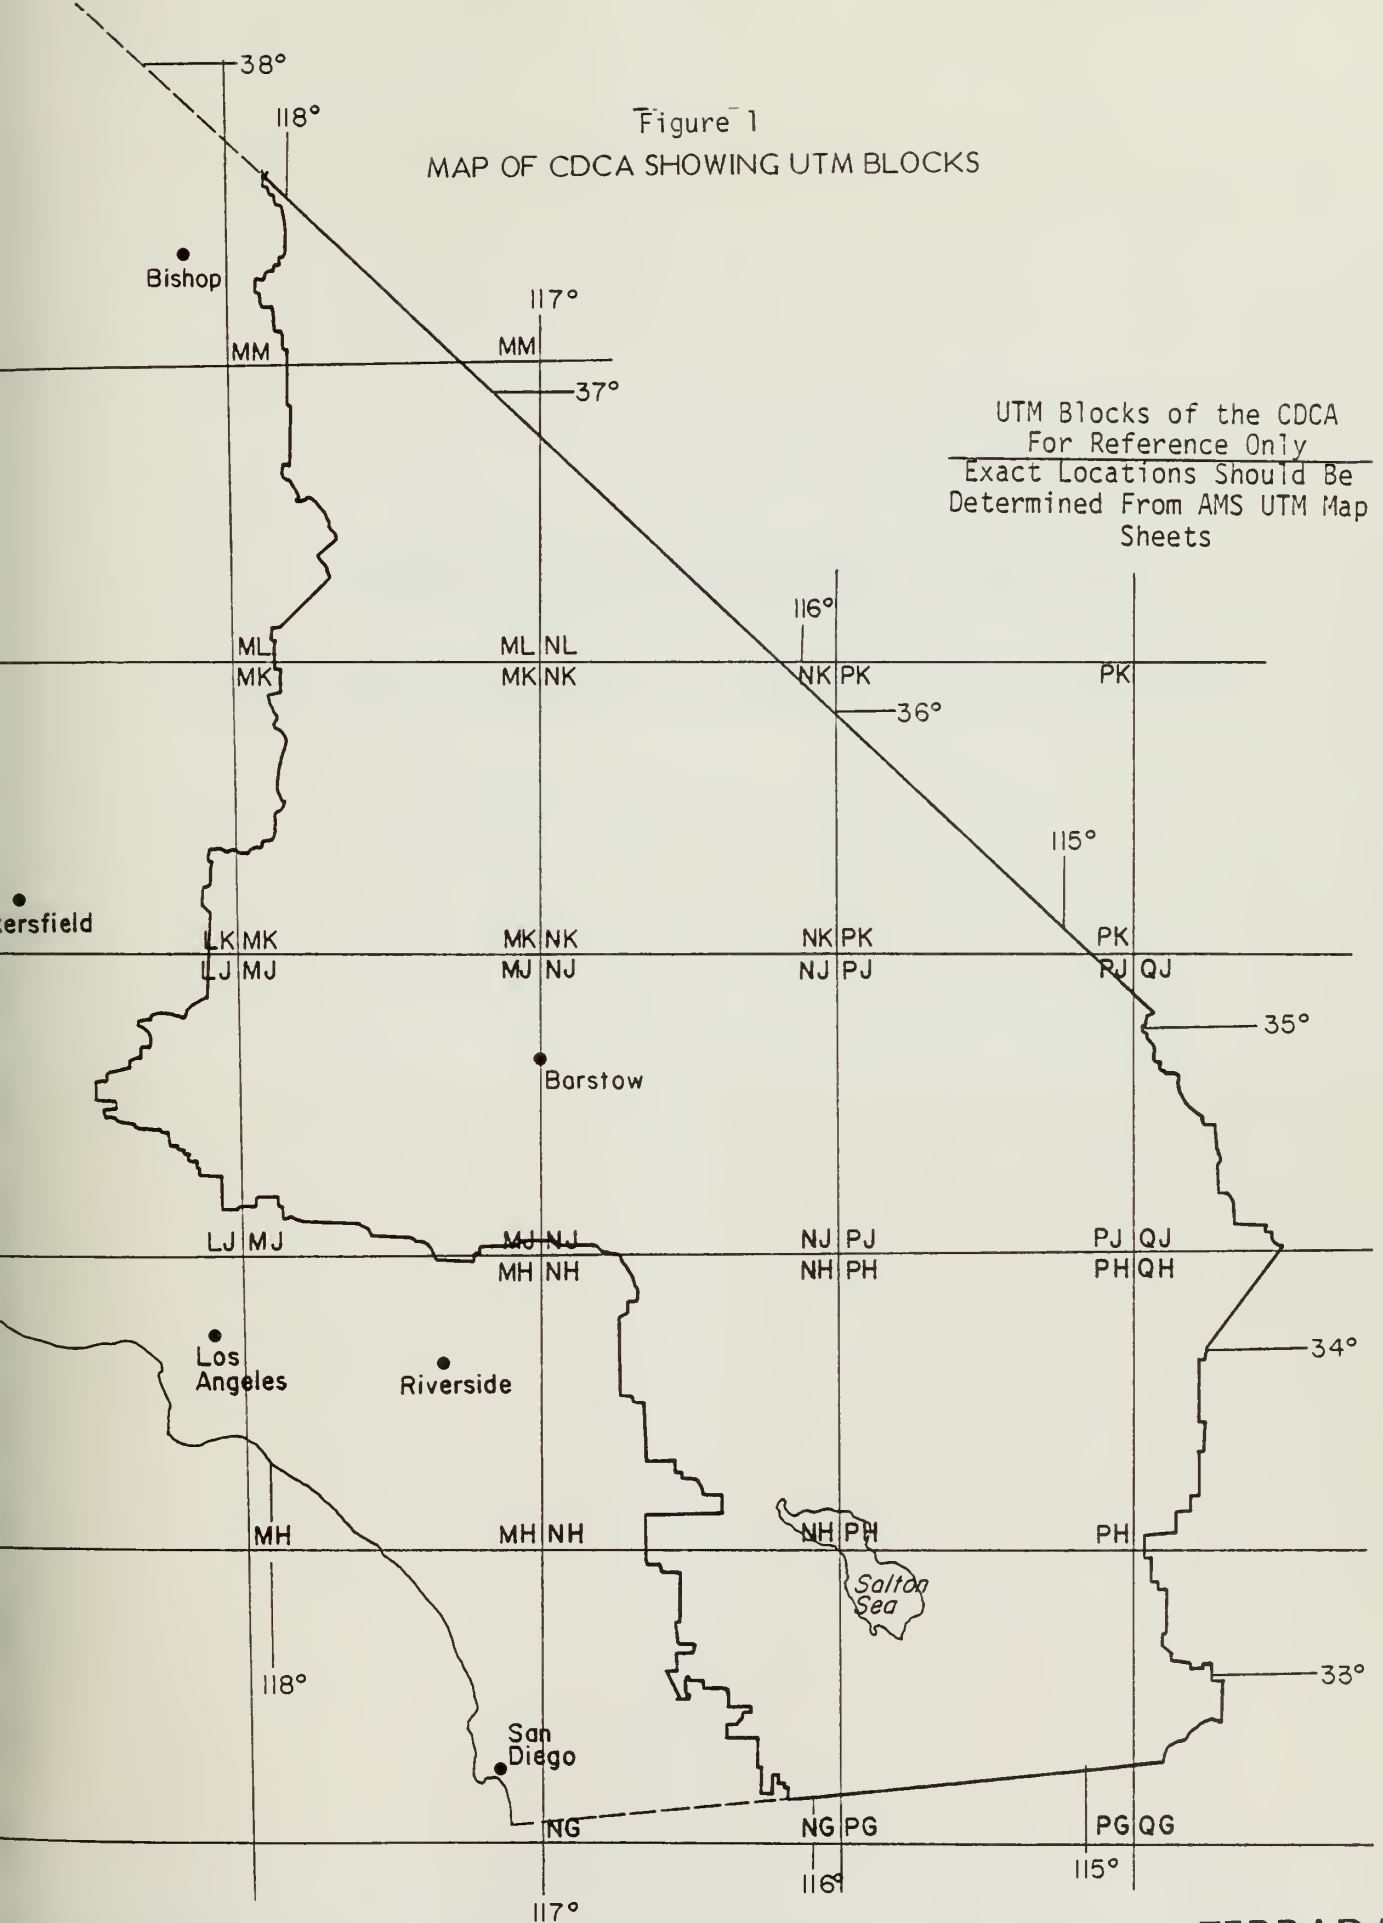 38°
118°
Figure 1
MAP OF CDCA SHOWING UTM BLOCKS
Bishop
117°
MM MM
37°
UTM Blocks of the CDCA
For Reference Only
Exact Locations Should Be
Determined From AMS UTM Map
Sheets
116°
ML ML NL
MK MK NK NK PK PK
36°
115°
kersfield
LK MK MK NK NK PK PK
LJ MJ MJ NJ NJ PJ PJ QJ
35°
Barstow
LJ MJ MJ NJ NJ PJ PJ QJ
MH NH NH PH PH QH
34°
Los
Angeles
Riverside
MH MH NH NH PH PH
Salton
Sea
33°
118°
San
Diego
NG NG PG PG QG
115°
116°
117°